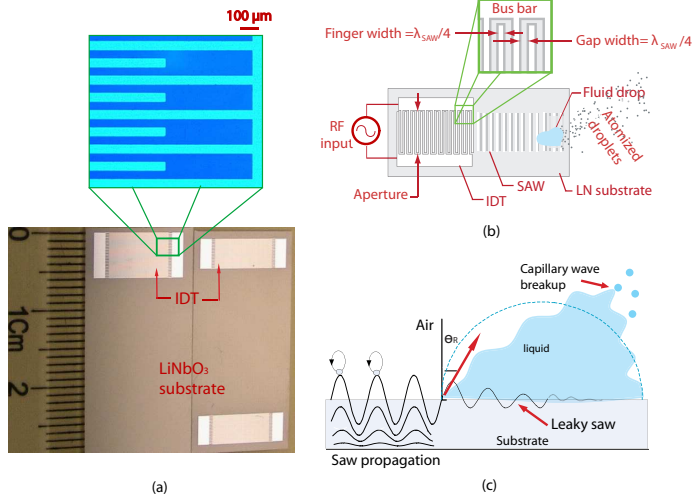 100 µm
0
1Cm
2
IDT
LiNbO₃
substrate
(a)
Bus bar
Finger width =λSAW/4
Gap width=λSAW/4
Fluid drop
Atomized
droplets
RF
input
Aperture
SAW
IDT
LN substrate
(b)
Capillary wave
breakup
Air
ΘR
liquid
Leaky saw
Substrate
Saw propagation
(c)